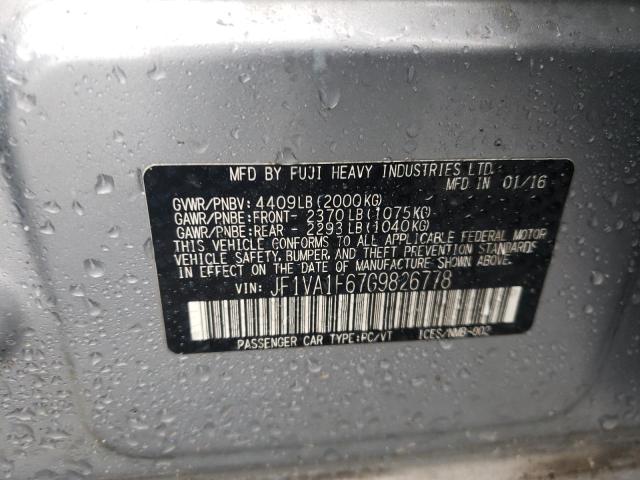 MFD BY FUJI HEAVY INDUSTRIES LTD.
MFD IN 01/16
GVWR/PNBV: 4409LB(2000KG)
GAWR/PNBE:FRONT- 2370LB(1075KG)
GAWR/PNBE:REAR - 2293LB(1040KG)
THIS VEHICLE CONFORMS TO ALL APPLICABLE FEDERAL MOTOR
VEHICLE SAFETY, BUMPER, AND THEFT PREVENTION STANDARDS
IN EFFECT ON THE DATE OF MANUFACTURE SHOWN ABOVE.
VIN: JF1VA1F67G9826778
PASSENGER CAR TYPE:PC/VT ICES/NMB-002